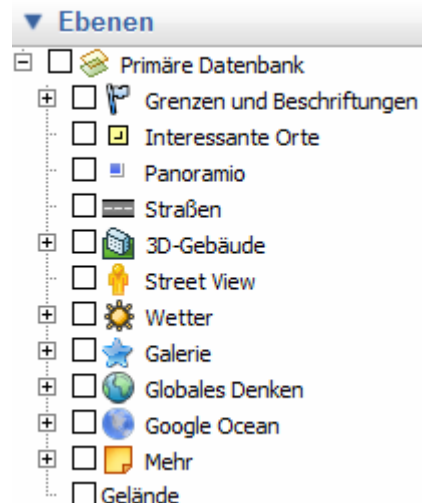 Ebenen
Primäre Datenbank
Grenzen und Beschriftungen
Interessante Orte
Panoramio
Straßen
3D-Gebäude
Street View
Wetter
Galerie
Globales Denken
Google Ocean
Mehr
Gelände